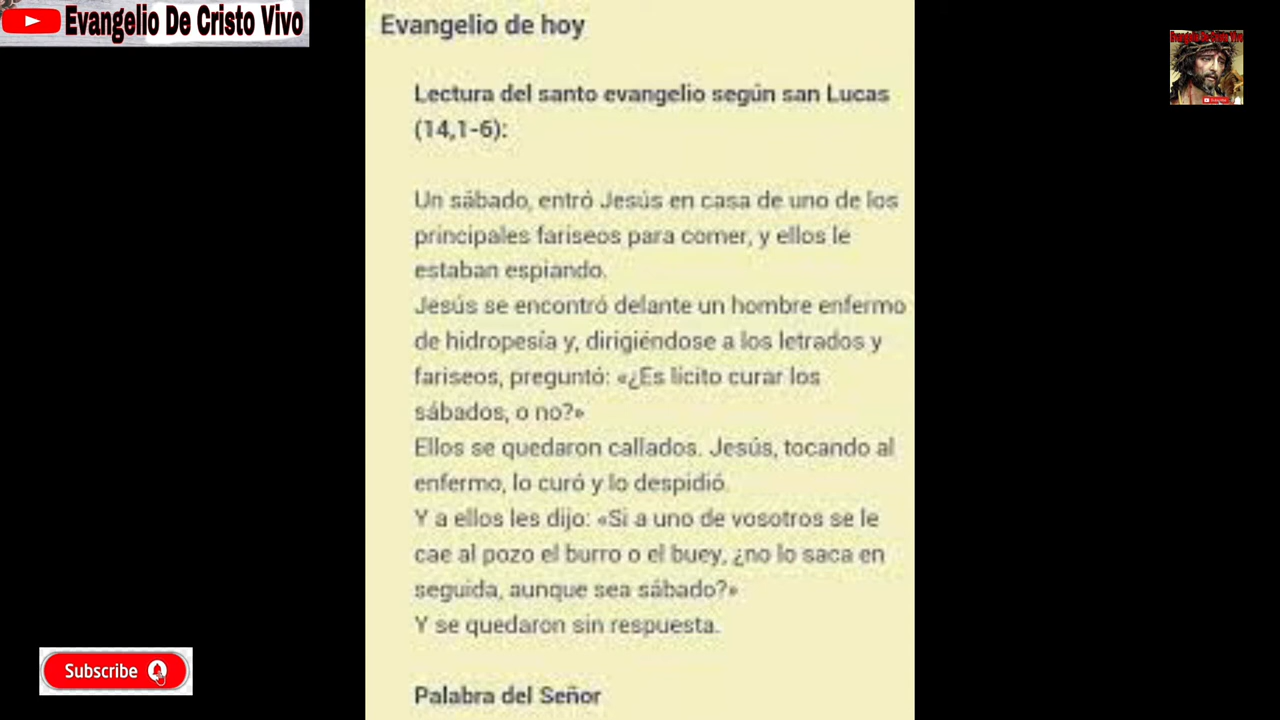 Evangelio De Cristo Vivo
Evangelio de hoy
Evangelio De Cristo Vivo
Lectura del santo evangelio según san Lucas
(14,1-6):
Un sábado, entró Jesús en casa de uno de los
principales fariseos para comer, y ellos le
estaban espiando.
Jesús se encontró delante un hombre enfermo
de hidropesía y, dirigiéndose a los letrados y
fariseos, preguntó: «¿Es lícito curar los
sábados, o no?»
Ellos se quedaron callados. Jesús, tocando al
enfermo, lo curó y lo despidió.
Y a ellos les dijo: «Si a uno de vosotros se le
cae al pozo el burro o el buey, ¿no lo saca en
seguida, aunque sea sábado?»
Y se quedaron sin respuesta.
Subscribe
Palabra del Señor